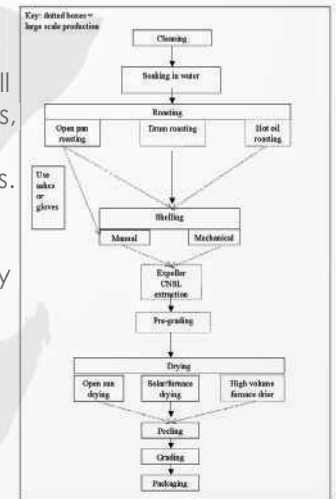 Key: dotted boxes =
large scale production
Cleaning
Soaking in water
Roasting
Open pan
roasting
Drum roasting
Hot oil
roasting
Use
ashes
or
gloves
Shelling
Manual
Mechanical
Expeller
CNSL
extraction
Pre-grading
Drying
Open sun
drying
Solar/furnace
drying
High volume
furnace drier
Peeling
Grading
Packaging